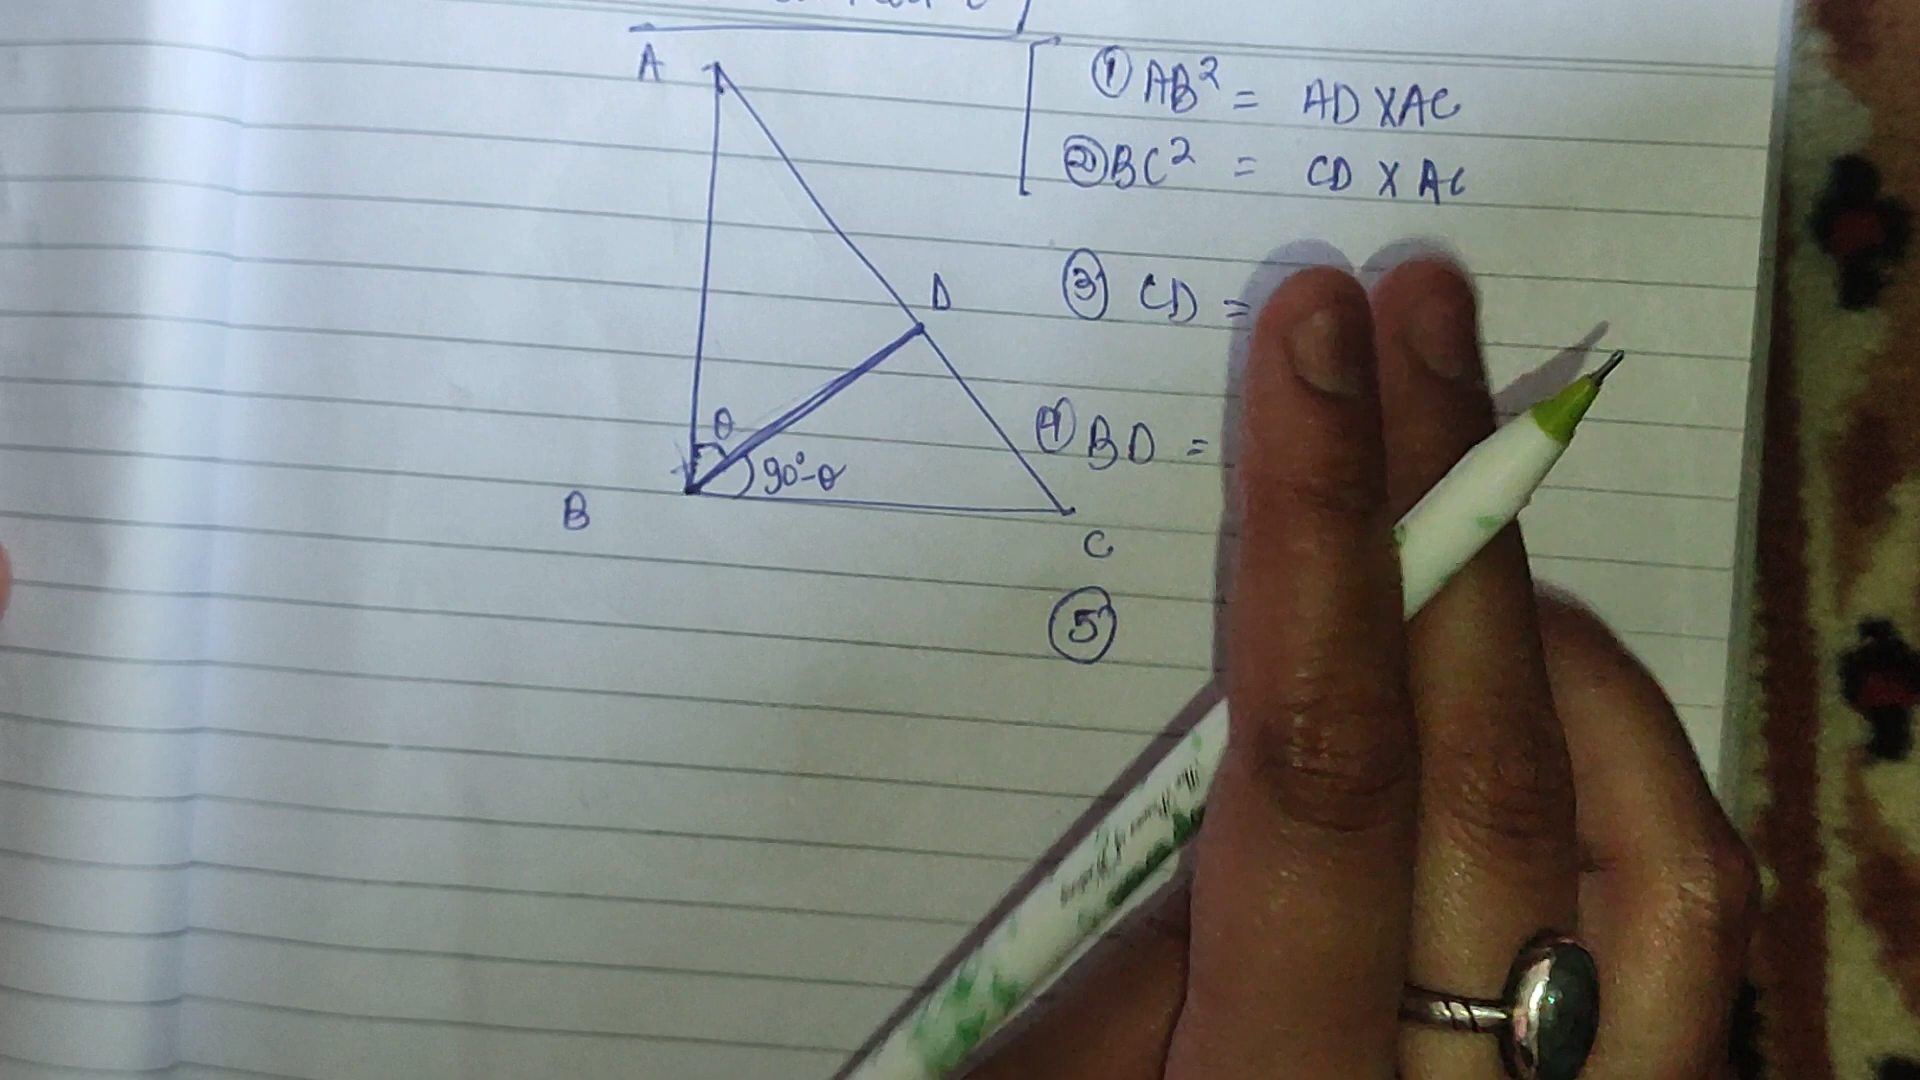 A
① AB² = AD X AC
② BC² = CD X AC
D
③ CD =
θ
④ BD =
90°-θ
B
C
⑤